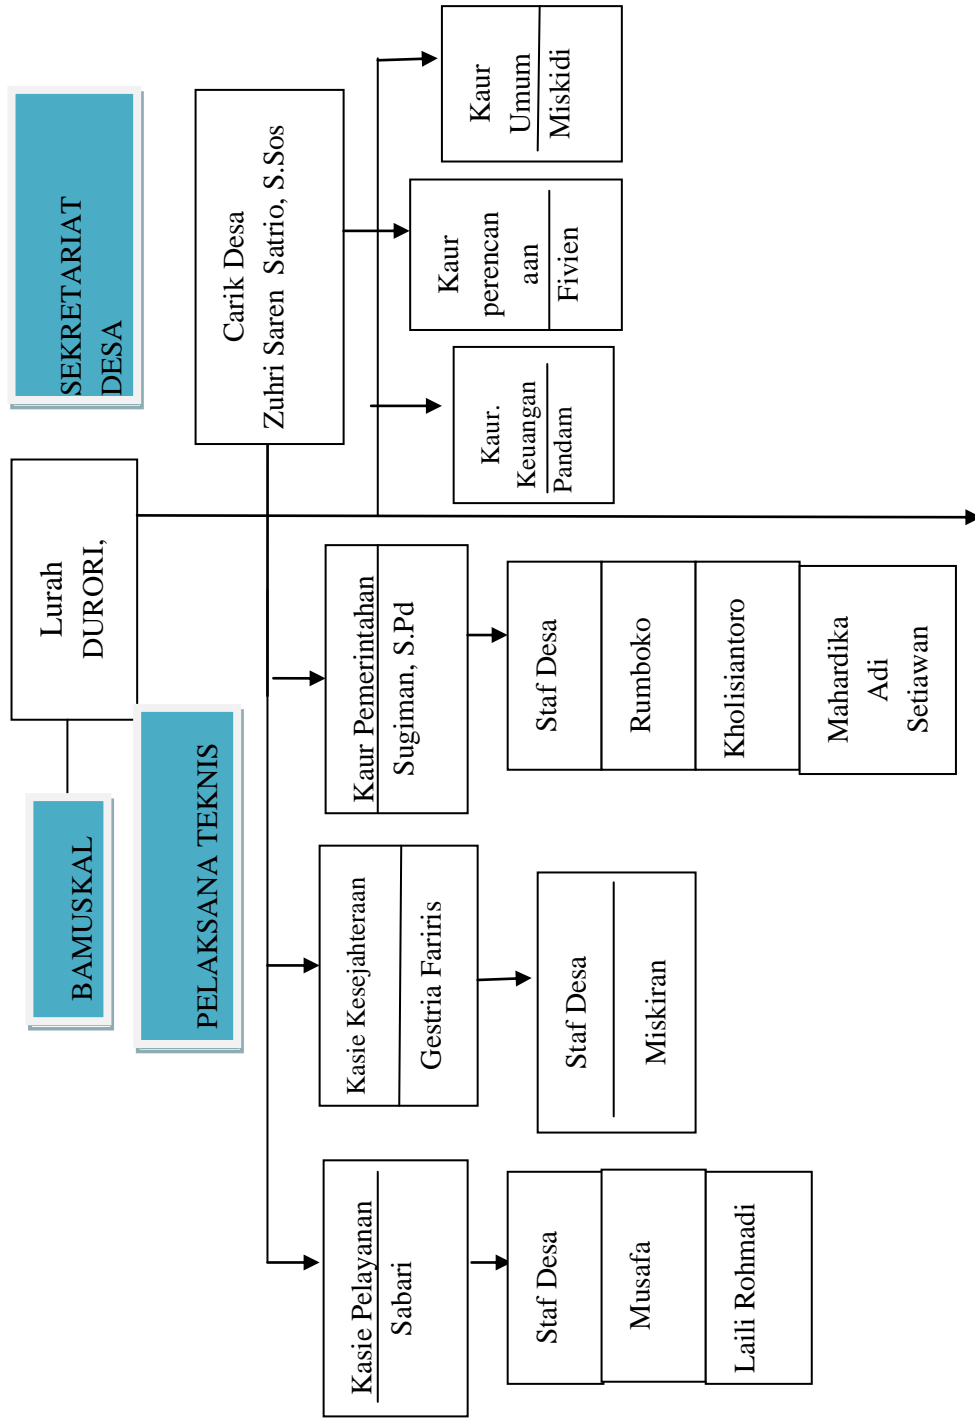 Lurah
DURORI,
BAMUSKAL
SEKRETARIAT
DESA
PELAKSANA TEKNIS
Carik Desa
Zuhri Saren Satrio, S.Sos
Kasie Pelayanan
Sabari
Kasie Kesejahteraan
Gestria Fariris
Kaur Pemerintahan
Sugiman, S.Pd
Kaur.
Keuangan
Pandam
Kaur
perencan
aan
Fivien
Kaur
Umum
Miskidi
Staf Desa
Musafa
Laili Rohmadi
Staf Desa
Miskiran
Staf Desa
Rumboko
Kholisiantoro
Mahardika
Adi
Setiawan